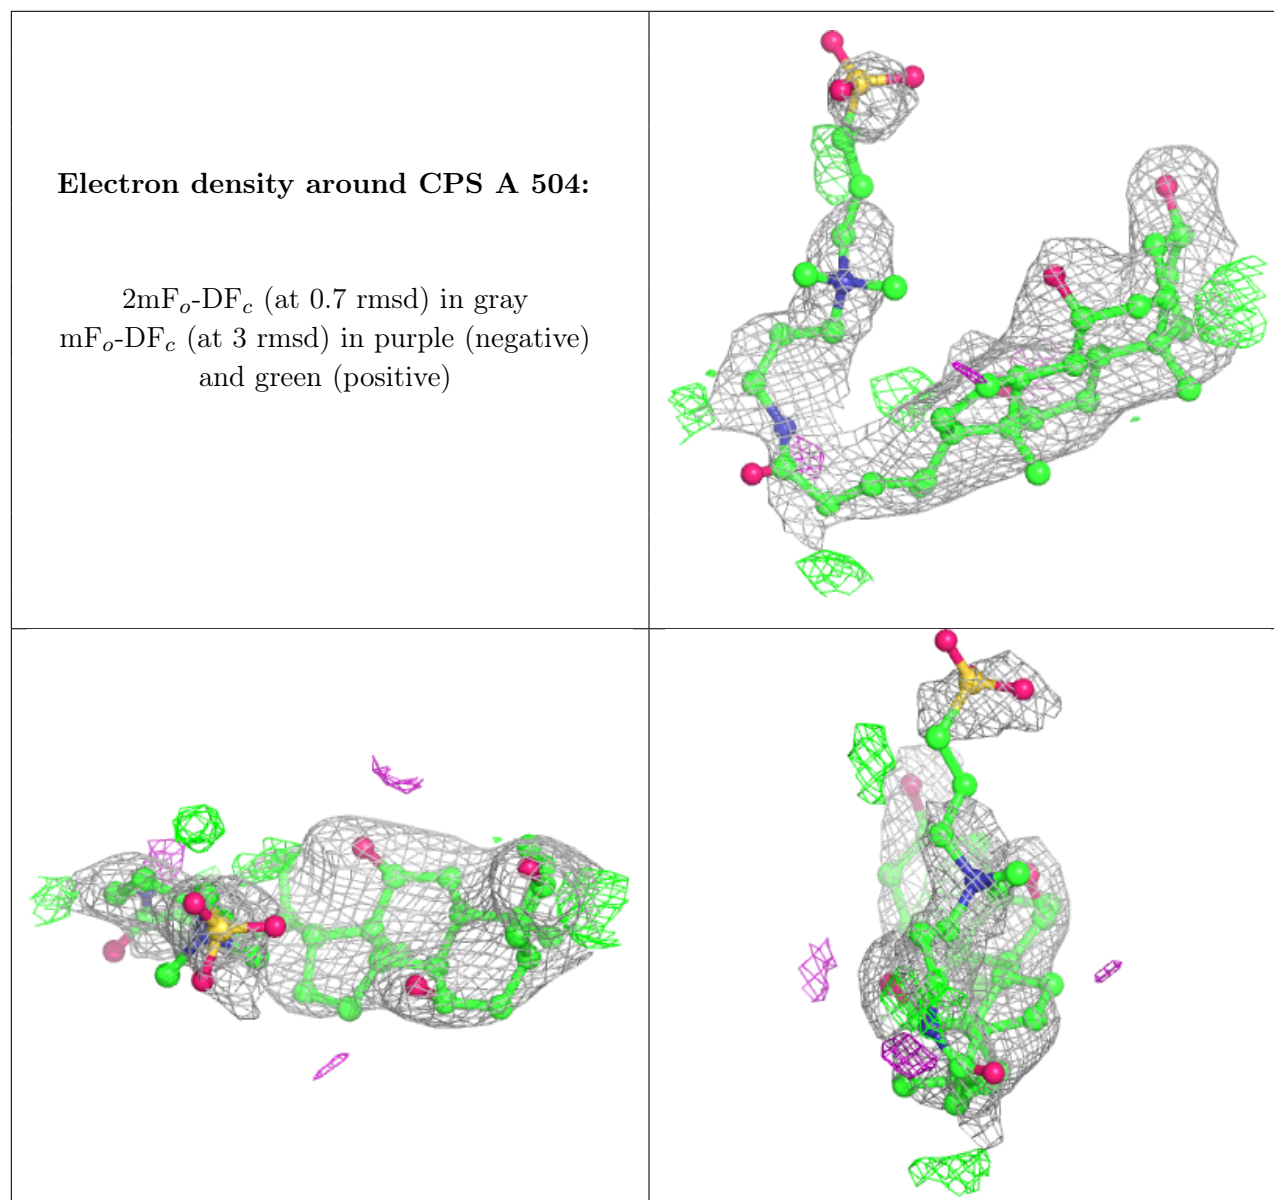 Electron density around CPS A 504:
2mFo-DFc (at 0.7 rmsd) in gray
mFo-DFc (at 3 rmsd) in purple (negative)
and green (positive)